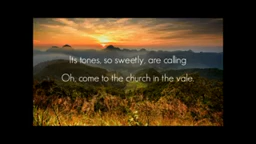 Its tones, so sweetly, are calling
Oh, come to the church in the vale.